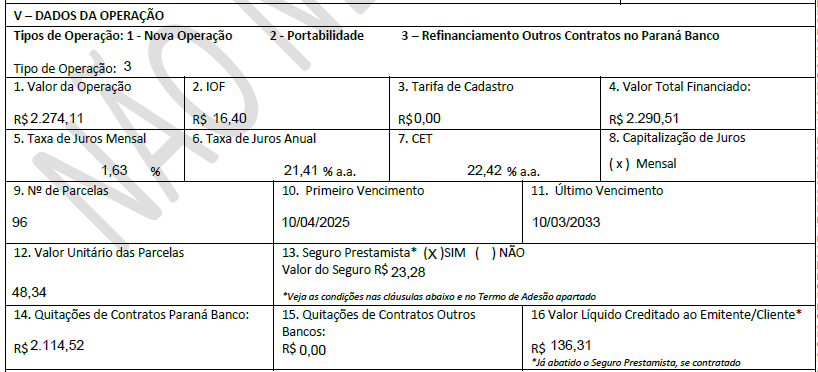 V – DADOS DA OPERAÇÃO
Tipos de Operação: 1 - Nova Operação 2 - Portabilidade 3 – Refinanciamento Outros Contratos no Paraná Banco
Tipo de Operação: 3
1. Valor da Operação
R$ 2.274,11
2. IOF
R$ 16,40
3. Tarifa de Cadastro
R$ 0,00
4. Valor Total Financiado:
R$ 2.290,51
5. Taxa de Juros Mensal
1,63 %
6. Taxa de Juros Anual
21,41 % a.a.
7. CET
22,42 % a.a.
8. Capitalização de Juros
( x ) Mensal
9. Nº de Parcelas
96
10. Primeiro Vencimento
10/04/2025
11. Último Vencimento
10/03/2033
12. Valor Unitário das Parcelas
48,34
13. Seguro Prestamista* (X)SIM ( ) NÃO
Valor do Seguro R$ 23,28
*Veja as condições nas cláusulas abaixo e no Termo de Adesão apartado
14. Quitações de Contratos Paraná Banco:
R$ 2.114,52
15. Quitações de Contratos Outros
Bancos:
R$ 0,00
16 Valor Líquido Creditado ao Emitente/Cliente*
R$ 136,31
*Já abatido o Seguro Prestamista, se contratado
NÃO